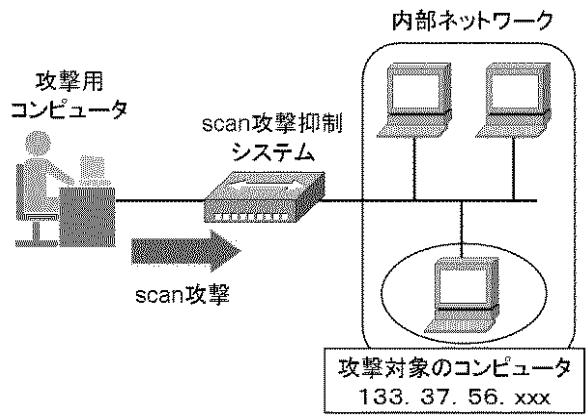 内部ネットワーク
攻撃用
コンピュータ
scan攻撃抑制
システム
scan攻撃
攻撃対象のコンピュータ
133. 37. 56. xxx